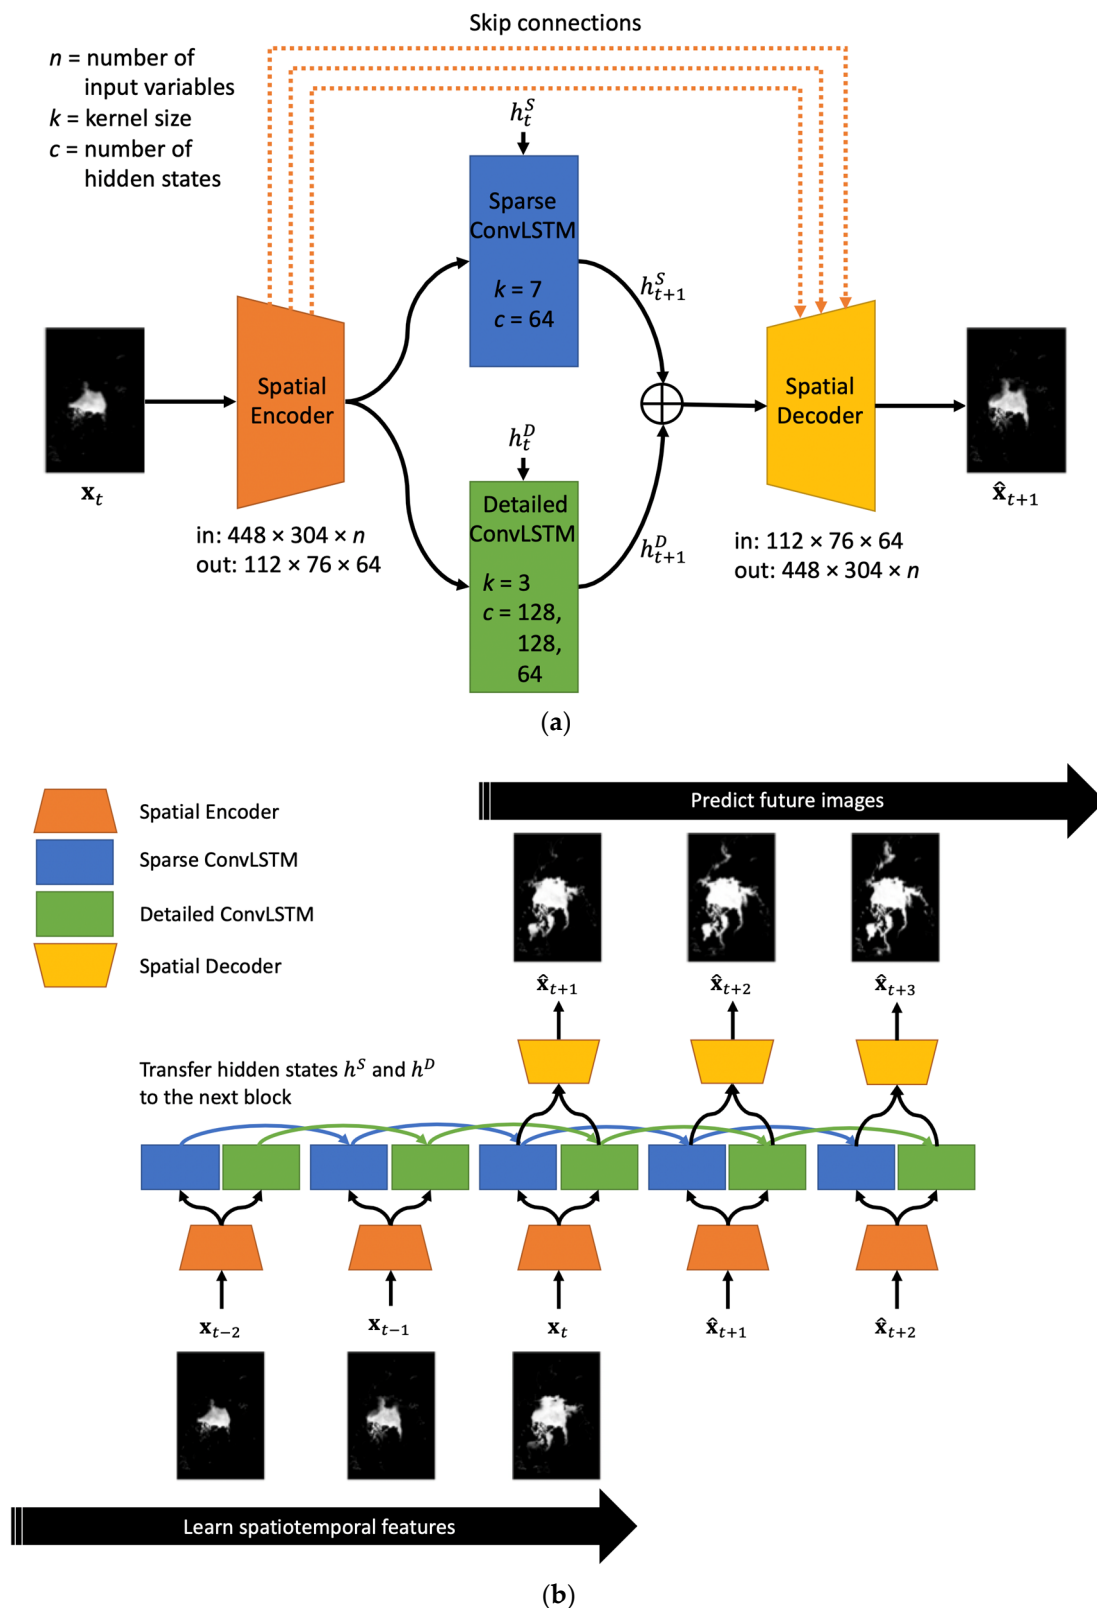 Skip connections
n = number of
input variables
k = kernel size
c = number of
hidden states
h_t^S
Sparse
ConvLSTM
k = 7
c = 64
h_{t+1}^S
Spatial
Encoder
Spatial
Decoder
x_t
h_t^D
x̂_{t+1}
Detailed
ConvLSTM
in: 448 × 304 × n
out: 112 × 76 × 64
h_{t+1}^D
in: 112 × 76 × 64
out: 448 × 304 × n
k = 3
c = 128,
128,
64
(a)
Predict future images
Spatial Encoder
Sparse ConvLSTM
Detailed ConvLSTM
Spatial Decoder
x̂_{t+1} x̂_{t+2} x̂_{t+3}
Transfer hidden states h^S and h^D
to the next block
x_{t−2} x_{t−1} x_t x̂_{t+1} x̂_{t+2}
Learn spatiotemporal features
(b)